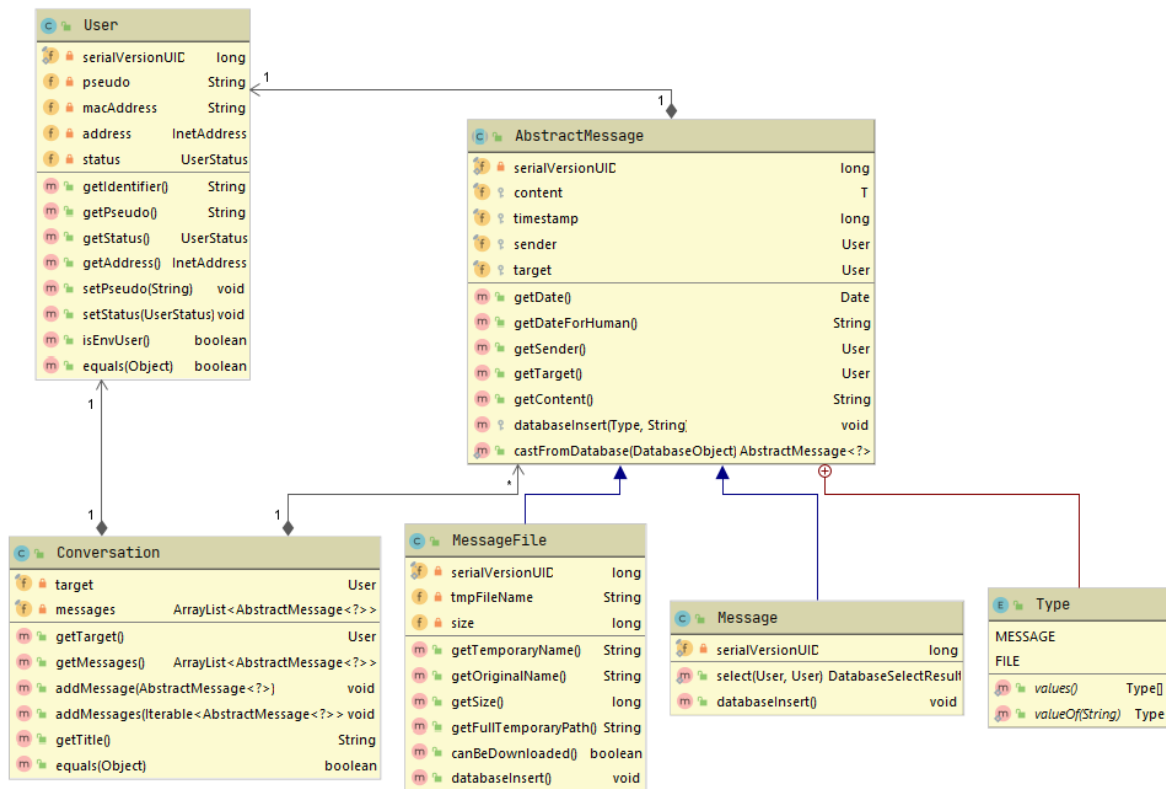 User
serialVersionUID long
pseudo String
macAddress String
address InetAddress
status UserStatus
getIdentifier() String
getPseudo() String
getStatus() UserStatus
getAddress() InetAddress
setPseudo(String) void
setStatus(UserStatus) void
isEnvUser() boolean
equals(Object) boolean
1
1
AbstractMessage
serialVersionUID long
content T
timestamp long
sender User
target User
getDate() Date
getDateForHuman() String
getSender() User
getTarget() User
getContent() String
databaseInsert(Type, String) void
castFromDatabase(DatabaseObject) AbstractMessage<?>
1
1
1
*
Conversation
target User
messages ArrayList<AbstractMessage<?>>
getTarget() User
getMessages() ArrayList<AbstractMessage<?>>
addMessage(AbstractMessage<?>) void
addMessages(Iterable<AbstractMessage<?>> void
getTitle() String
equals(Object) boolean
MessageFile
serialVersionUID long
tmpFileName String
size long
getTemporaryName() String
getOriginalName() String
getSize() long
getFullTemporaryPath() String
canBeDownloaded() boolean
databaseInsert() void
Message
serialVersionUID long
select(User, User) DatabaseSelectResult
databaseInsert() void
Type
MESSAGE
FILE
values() Type[]
valueOf(String) Type